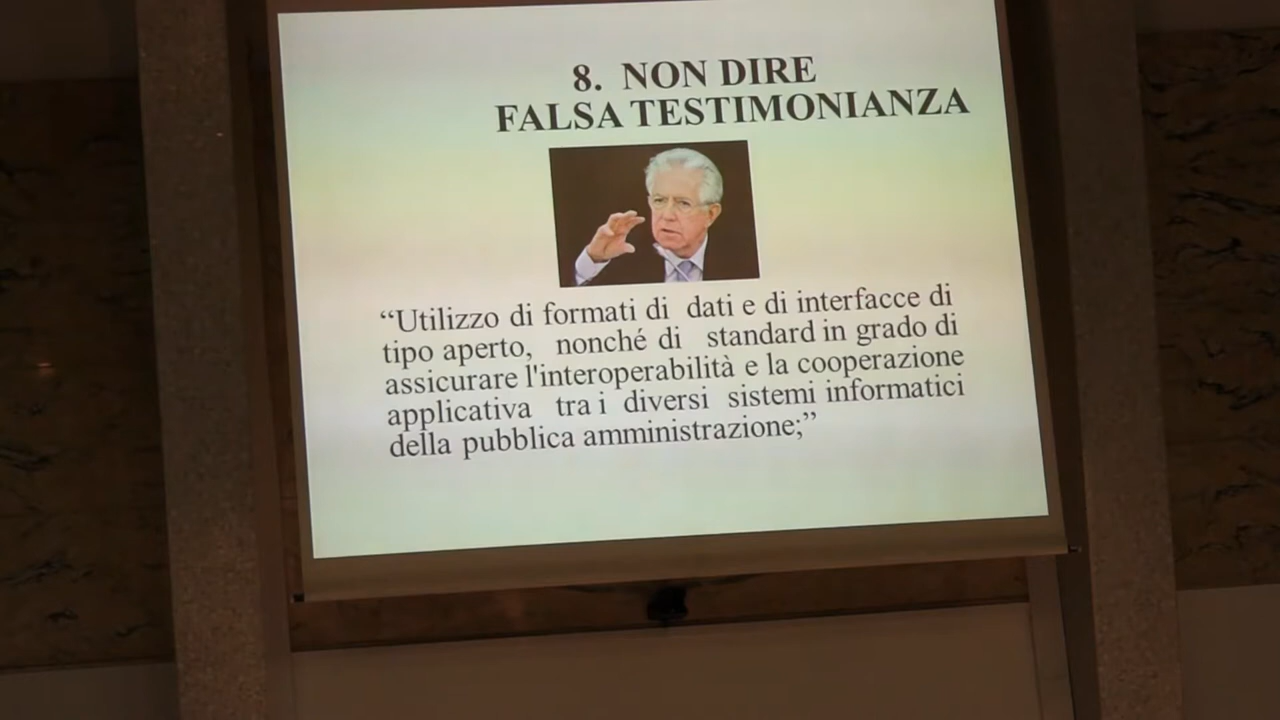 8. NON DIRE
FALSA TESTIMONIANZA
“Utilizzo di formati di dati e di interfacce di
tipo aperto, nonché di standard in grado di
assicurare l'interoperabilità e la cooperazione
applicativa tra i diversi sistemi informatici
della pubblica amministrazione;”